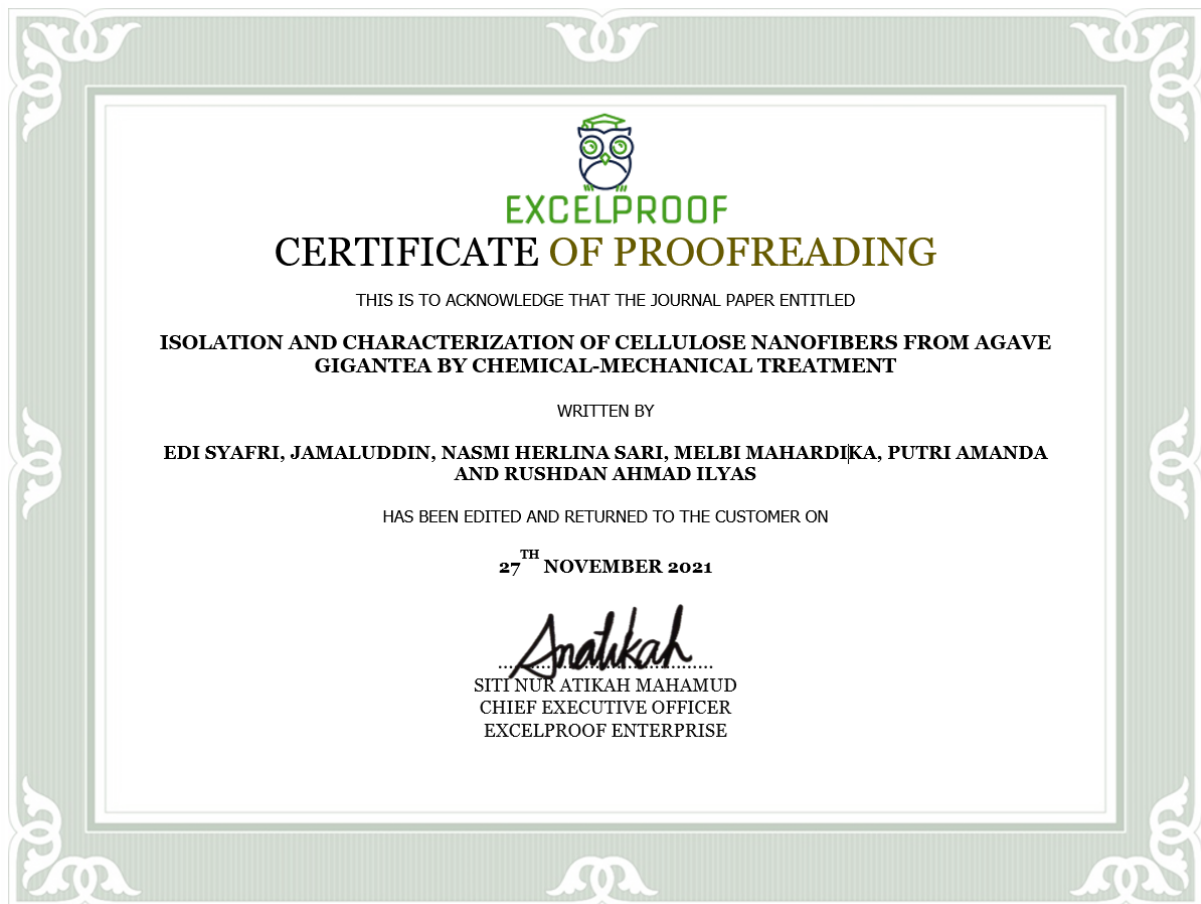 EXCELPROOF
CERTIFICATE OF PROOFREADING
THIS IS TO ACKNOWLEDGE THAT THE JOURNAL PAPER ENTITLED
ISOLATION AND CHARACTERIZATION OF CELLULOSE NANOFIBERS FROM AGAVE
GIGANTEA BY CHEMICAL-MECHANICAL TREATMENT
WRITTEN BY
EDI SYAFRI, JAMALUDDIN, NASMI HERLINA SARI, MELBI MAHARDIKA, PUTRI AMANDA
AND RUSHDAN AHMAD ILYAS
HAS BEEN EDITED AND RETURNED TO THE CUSTOMER ON
27TH NOVEMBER 2021
Anatikah
SITI NUR ATIKAH MAHAMUD
CHIEF EXECUTIVE OFFICER
EXCELPROOF ENTERPRISE